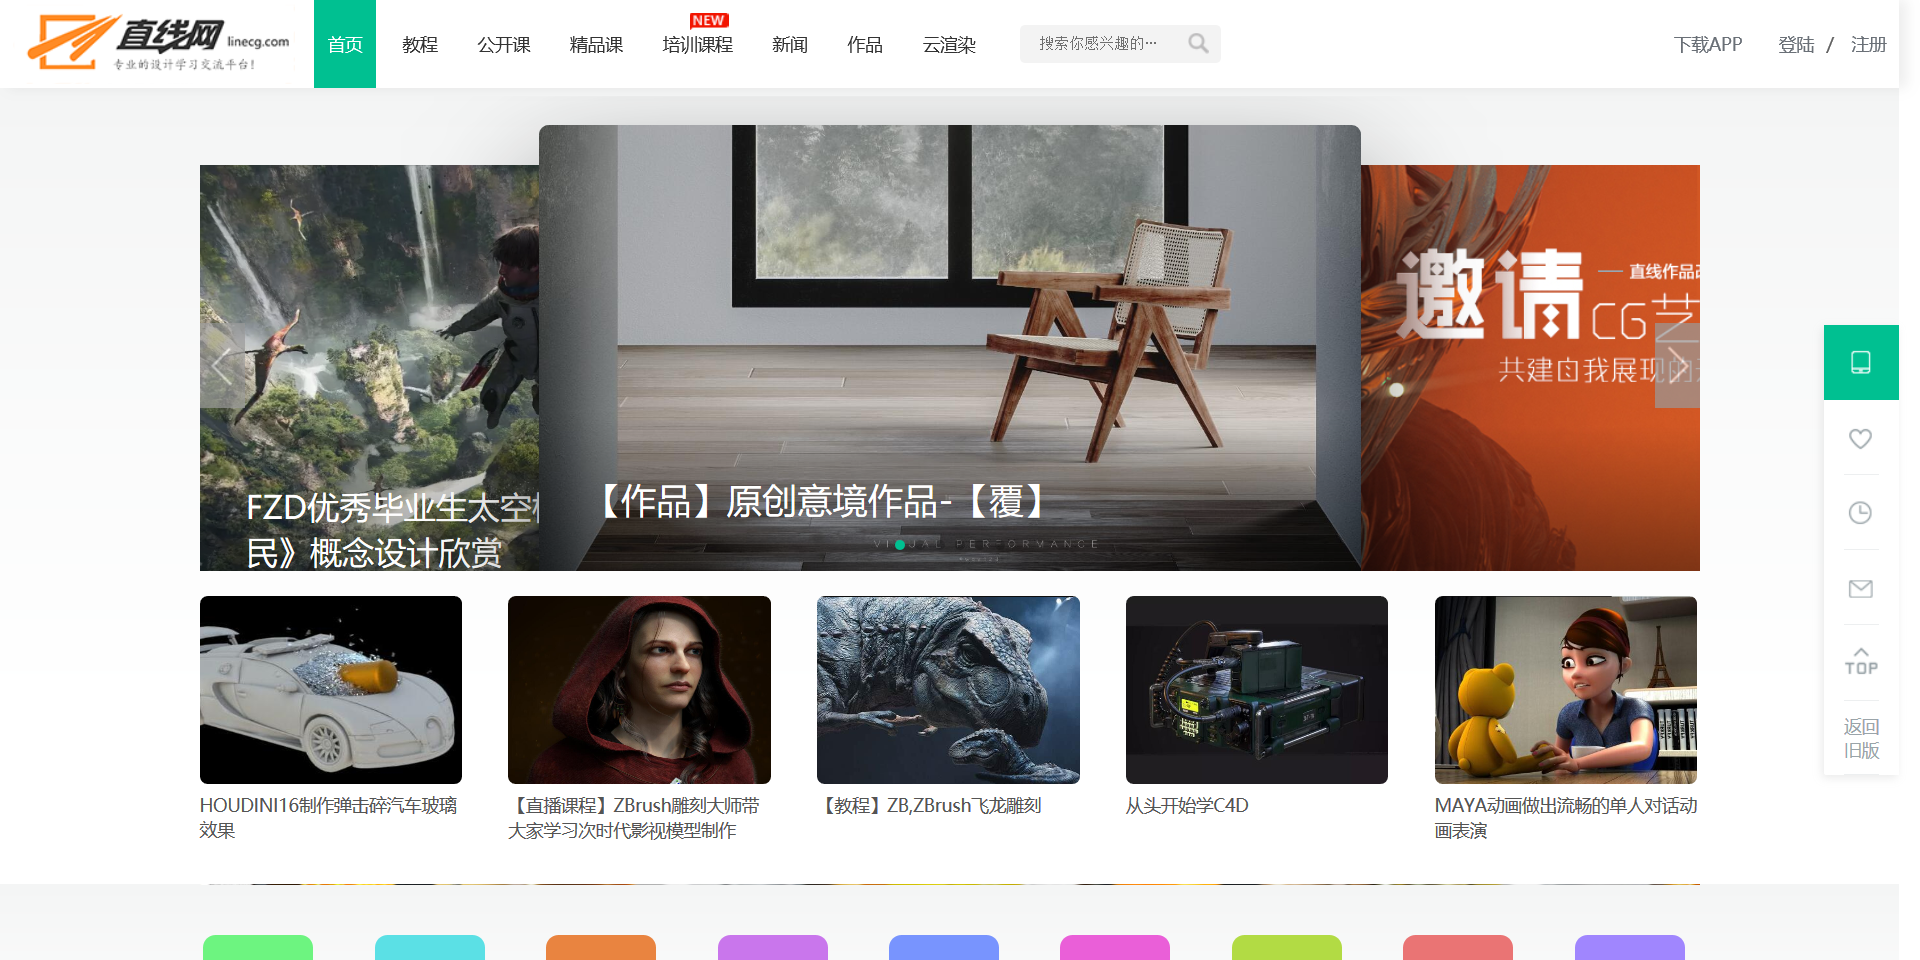 直线网 linecg.com
专业的设计学习交流平台!
首页
教程
公开课
精品课
NEW
培训课程
新闻
作品
云渲染
搜索你感兴趣的···
下载APP
登陆 / 注册
FZD优秀毕业生太空
民》概念设计欣赏
【作品】原创意境作品-【覆】
邀请
直线作品
CG艺
共建自我展现的
HOUDINI16制作弹击碎汽车玻璃
效果
【直播课程】ZBrush雕刻大师带
大家学习次时代影视模型制作
【教程】ZB,ZBrush飞龙雕刻
从头开始学C4D
MAYA动画做出流畅的单人对话动
画表演
TOP
返回
旧版